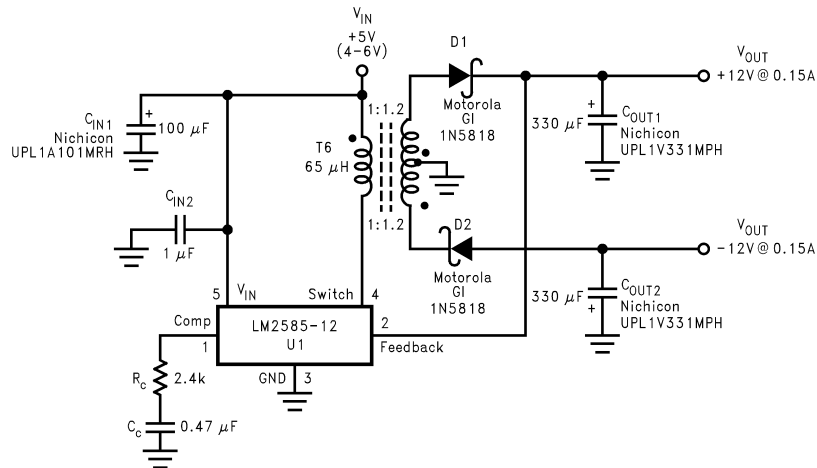 V_IN
+5V
(4-6V)
D1
V_OUT
+12V@0.15A
1:1.2
Motorola
GI
1N5818
C_IN1
Nichicon
UPL1A101MRH
+
100 μF
T6
65 μH
330 μF
+
C_OUT1
Nichicon
UPL1V331MPH
C_IN2
1 μF
1:1.2
D2
V_OUT
-12V@0.15A
Motorola
GI
1N5818
330 μF
+
C_OUT2
Nichicon
UPL1V331MPH
5
V_IN
Switch
4
Comp
1
LM2585-12
U1
2
Feedback
GND
3
R_c
2.4k
C_c
0.47 μF